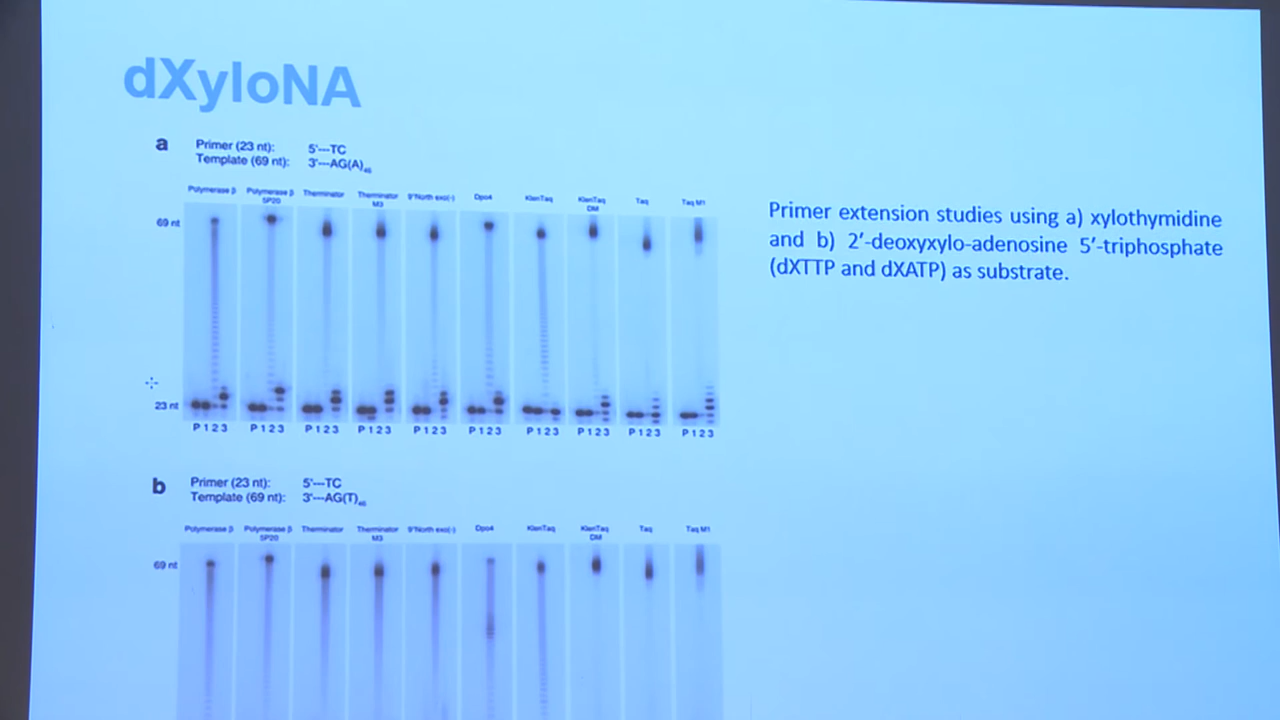 dXyloNA
a
Primer (23 nt): 5'---TC
Template (69 nt): 3'---AG(A)₄₆
Polymerase β Polymerase β 5P20 Therminator Therminator M3 9°North exo(-) Dpo4 KlenTaq KlenTaq DM Taq Taq M1
69 nt
23 nt
P 1 2 3 P 1 2 3 P 1 2 3 P 1 2 3 P 1 2 3 P 1 2 3 P 1 2 3 P 1 2 3 P 1 2 3 P 1 2 3
Primer extension studies using a) xylothymidine
and b) 2′-deoxyxylo-adenosine 5′-triphosphate
(dXTTP and dXATP) as substrate.
b
Primer (23 nt): 5'---TC
Template (69 nt): 3'---AG(T)₄₆
Polymerase β Polymerase β 5P20 Therminator Therminator M3 9°North exo(-) Dpo4 KlenTaq KlenTaq DM Taq Taq M1
69 nt